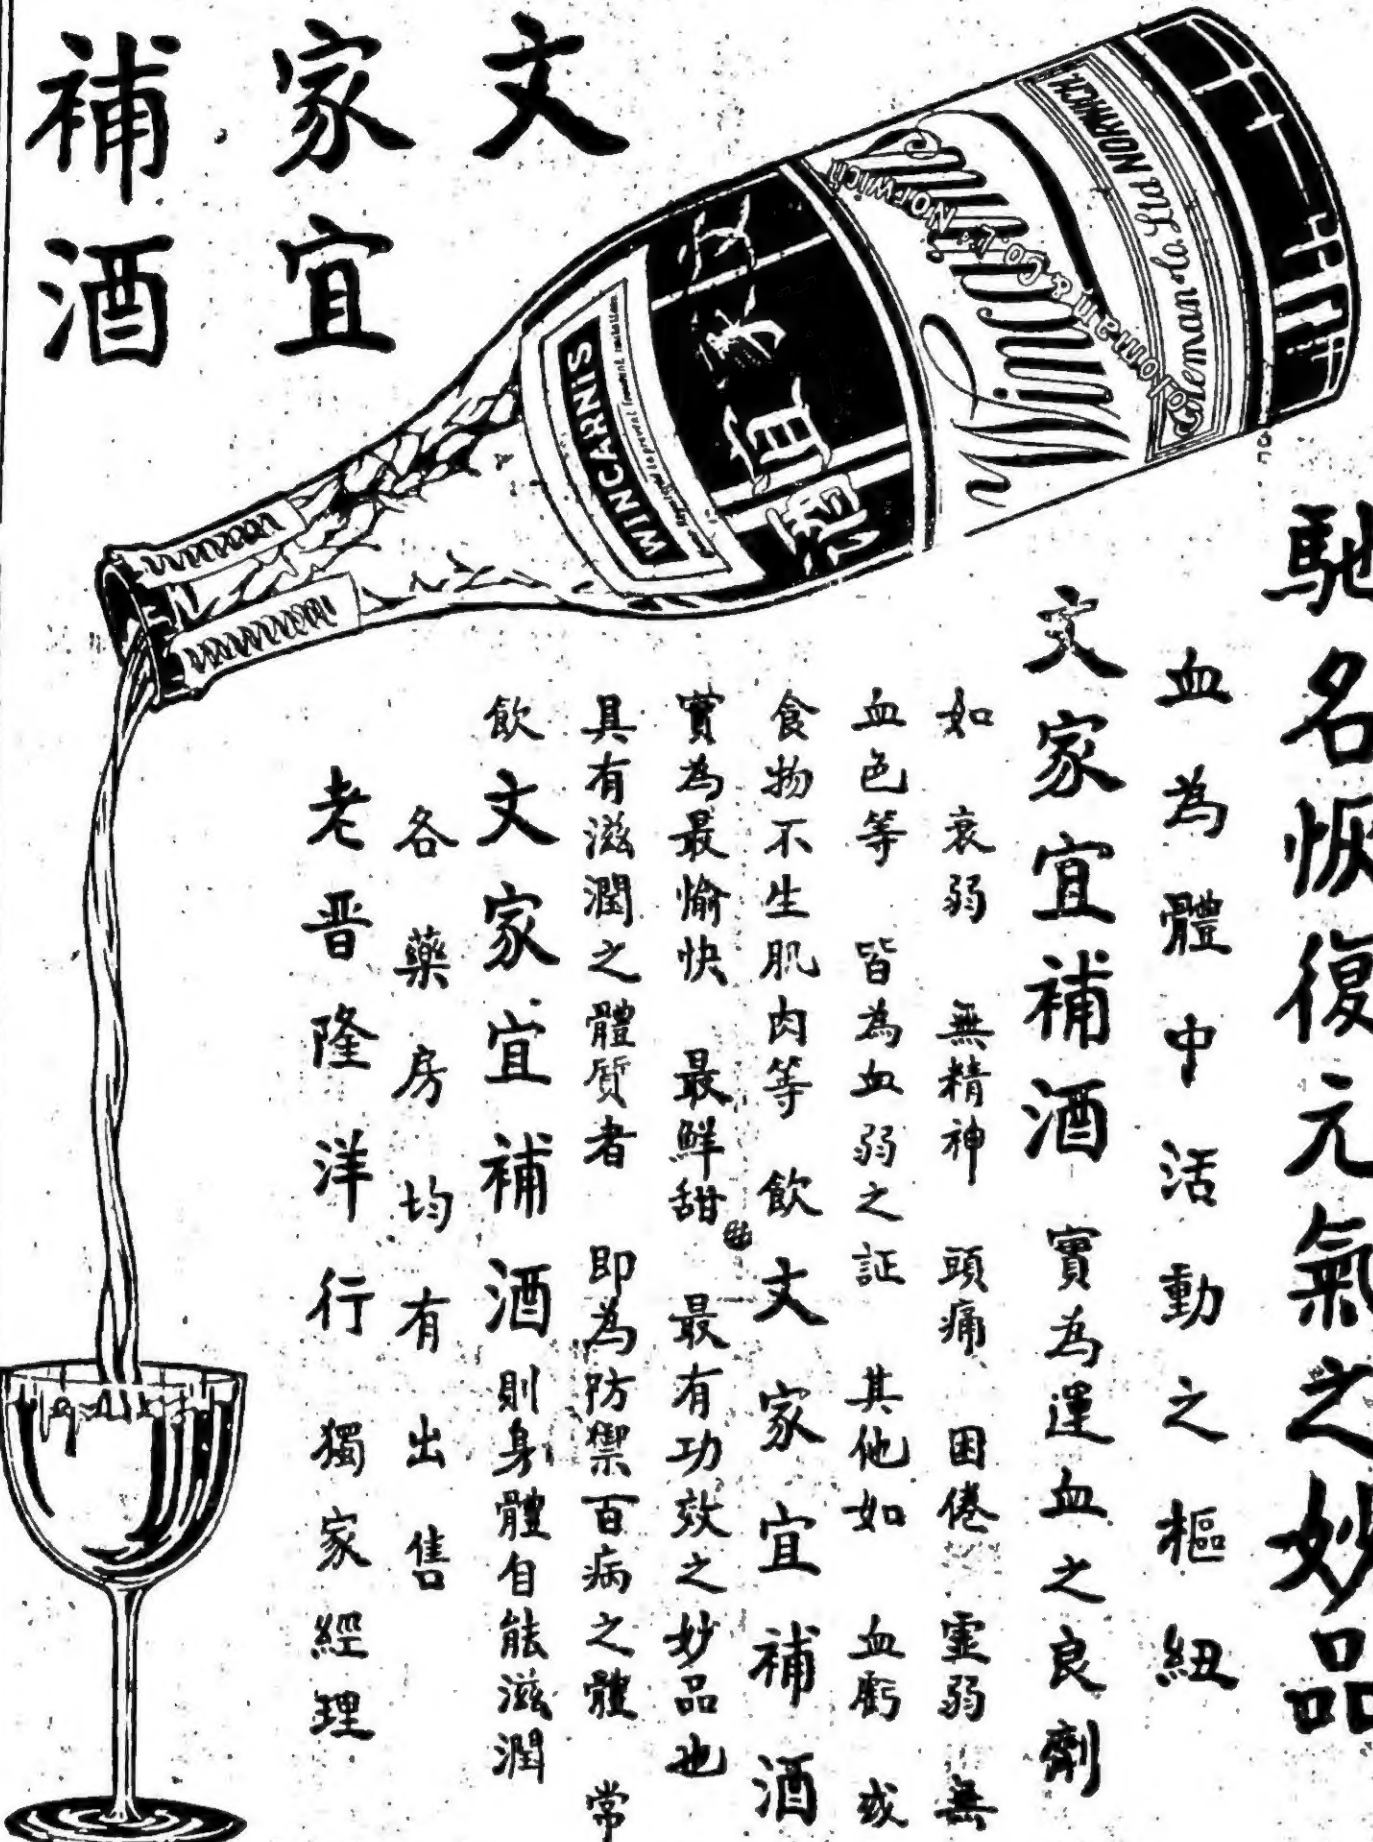 文家宜補酒
馳名恢復元氣之妙品
血為體中活動之樞紐
文家宜補酒 實為運血之良劑
如 衰弱 無精神 頭痛 困倦 靈弱 無
血色等 皆為血弱之証 其他如 血虧 或
食物不生肌肉等 飲文家宜補酒
實為最愉快 最鮮甜 最有功效之妙品也
具有滋潤之體質者 即為防禦百病之體 常
飲文家宜補酒則身體自能滋潤
各藥房均有出售
老晋隆洋行獨家經理
WINCARNIS
Wincarnis
Coleman & Co. Ld. Norwich
Coleman & Co. Ltd NORWICH